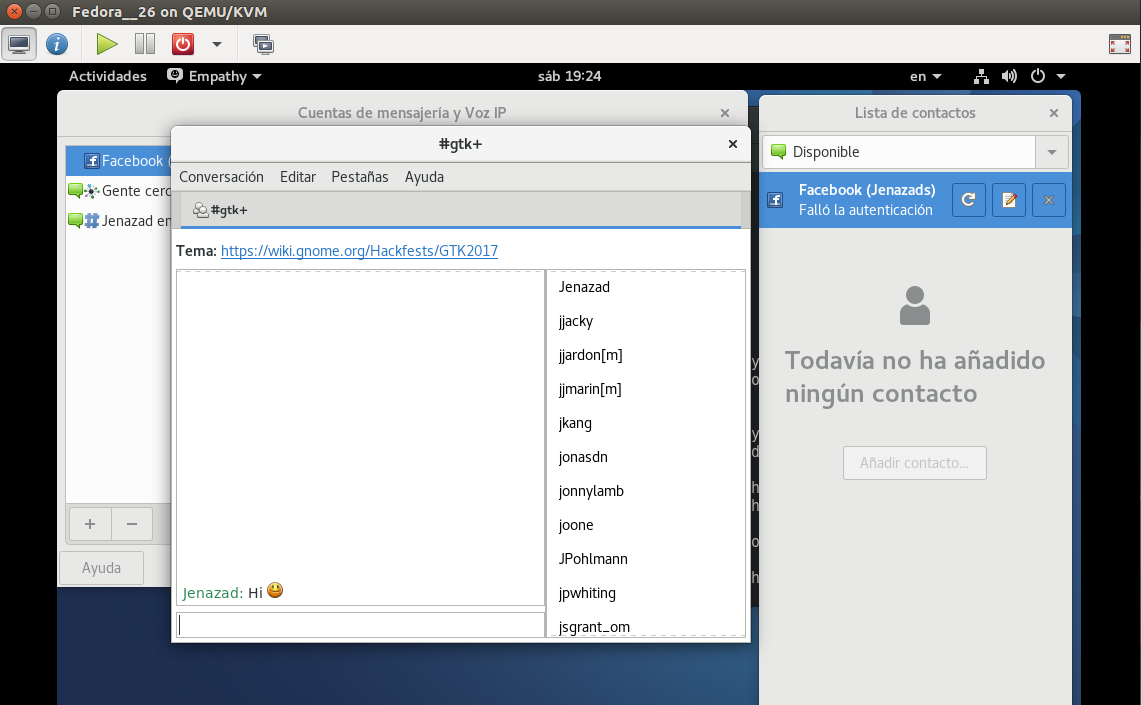 Fedora__26 on QEMU/KVM
Actividades Empathy sáb 19:24 en
Cuentas de mensajería y Voz IP
Facebook (
Gente cerc
Jenazad en
Ayuda
#gtk+
Conversación Editar Pestañas Ayuda
#gtk+
Tema: https://wiki.gnome.org/Hackfests/GTK2017
Jenazad: Hi
Jenazad
jjacky
jjardon[m]
jjmarin[m]
jkang
jonasdn
jonnylamb
joone
JPohlmann
jpwhiting
jsgrant_om
Lista de contactos
Disponible
Facebook (Jenazads)
Falló la autenticación
Todavía no ha añadido
ningún contacto
Añadir contacto...